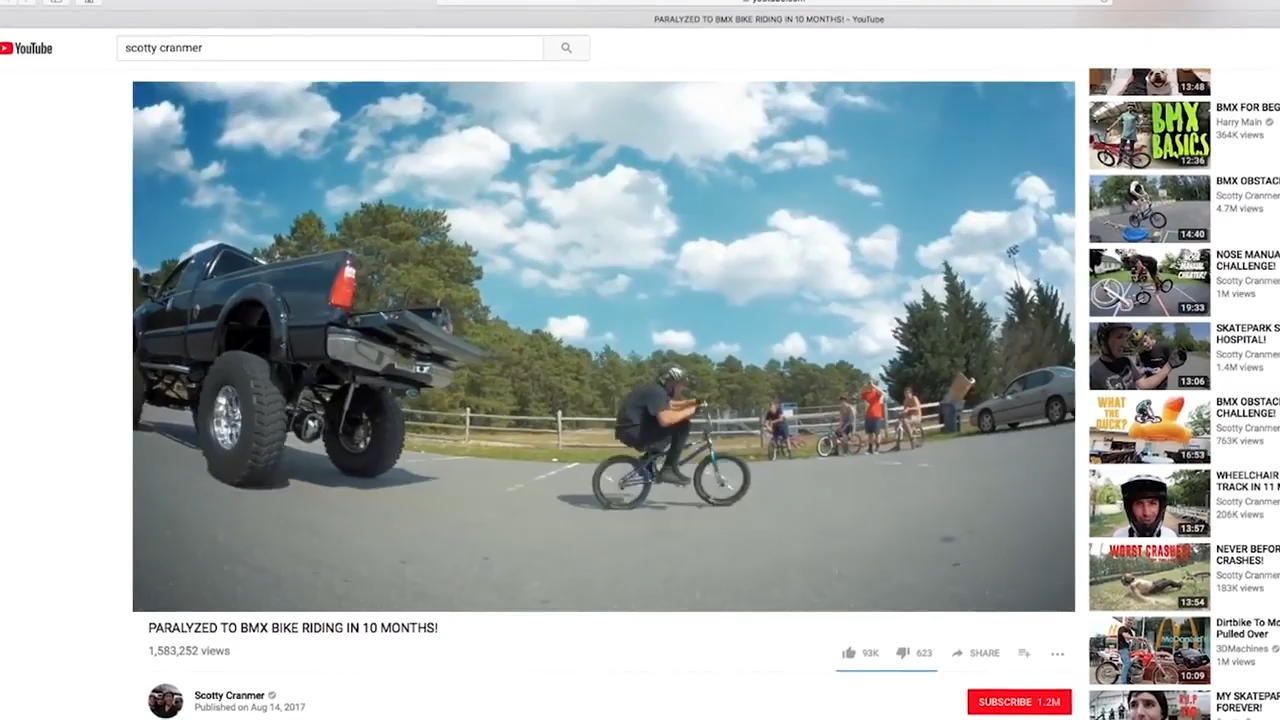 PARALYZED TO BMX BIKE RIDING IN 10 MONTHS! - YouTube
YouTube
scotty cranmer
13:48
BMX FOR BEG
Harry Main
364K views
BMX BASICS
12:36
BMX OBSTAC
Scotty Cranmer
4.7M views
14:40
NOSE MANUA
CHALLENGE!
Scotty Cranmer
1M views
19:33
SKATEPARK S
HOSPITAL!
Scotty Cranmer
1.4M views
13:06
BMX OBSTAC
CHALLENGE!
Scotty Cranmer
763K views
WHAT
THE
DUCK?
16:53
WHEELCHAIR
TRACK IN 11 M
Scotty Cranmer
206K views
13:57
NEVER BEFOR
CRASHES!
Scotty Cranmer
183K views
WORST CRASHES
13:54
Dirtbike To Mc
Pulled Over
3DMachines
1M views
McDonald's
10:09
MY SKATEPAR
FOREVER!
Scotty Cranmer
R.I.P
PARALYZED TO BMX BIKE RIDING IN 10 MONTHS!
1,583,252 views
93K
623
SHARE
Scotty Cranmer
Published on Aug 14, 2017
SUBSCRIBE 1.2M